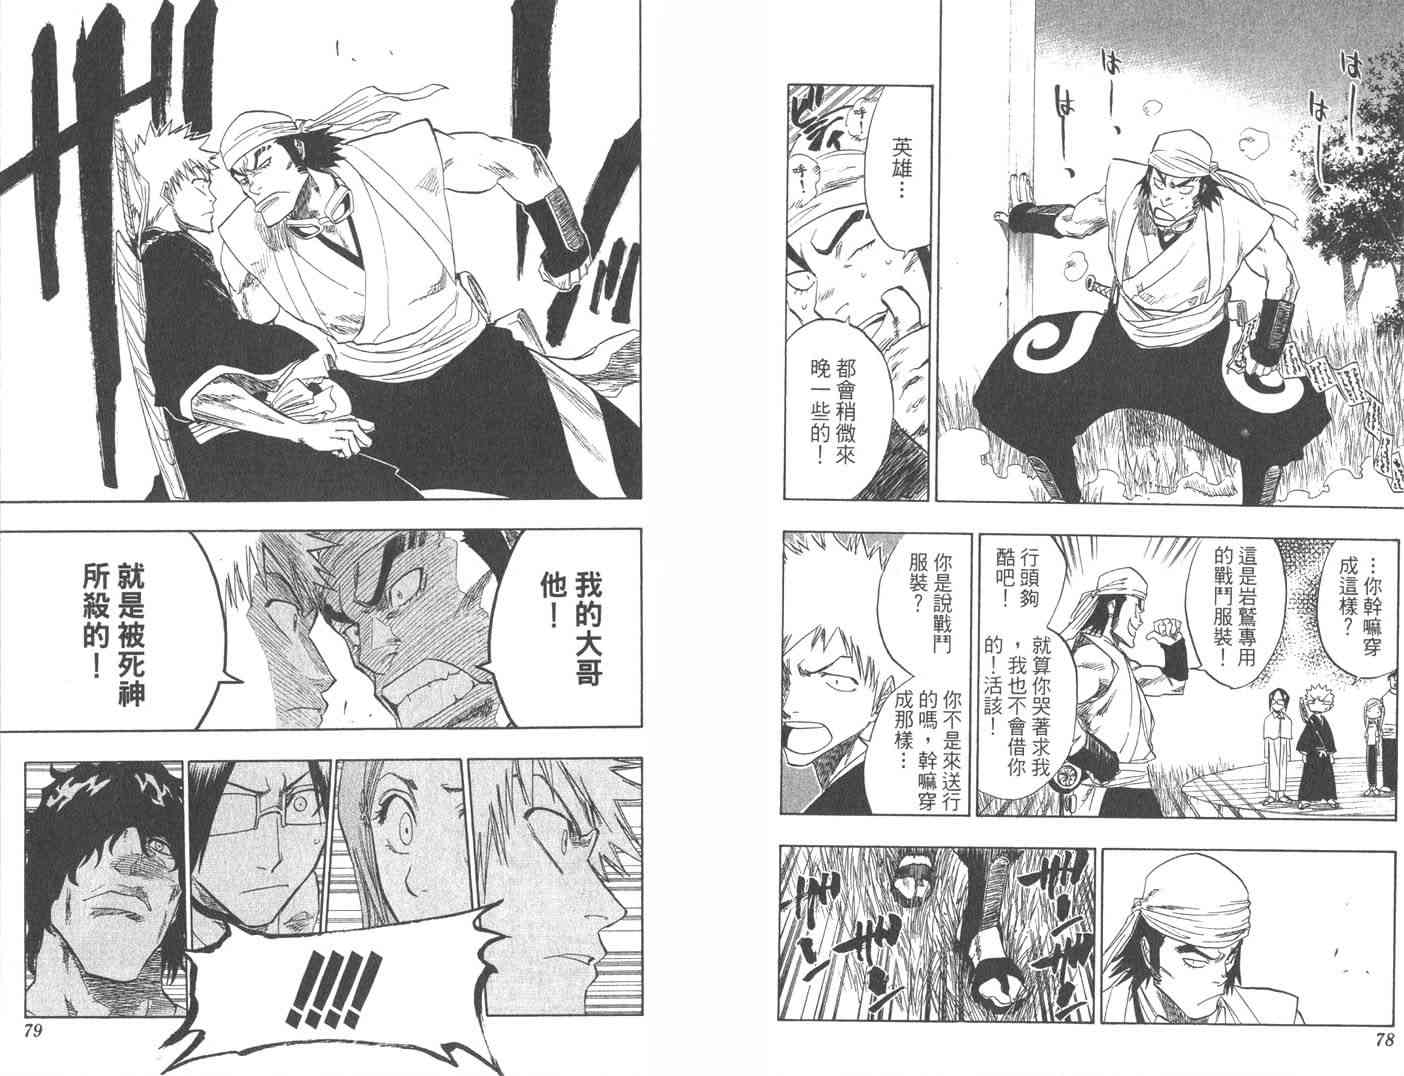 はー、
はー、
はー、
はー、
英雄…
呼！
呼！
都會稍微來
晚一些的！
…你幹嘛穿
成這樣？
這是岩鷲專用
的戰鬥服裝！
行頭夠
酷吧！
就算你哭著求我
，我也不會借你
的！活該！
你是說戰鬥
服裝？
你不是來送行
的嗎，幹嘛穿
成那樣…
78
我的大哥
他！
就是被死神
所殺的！
!!!!
79